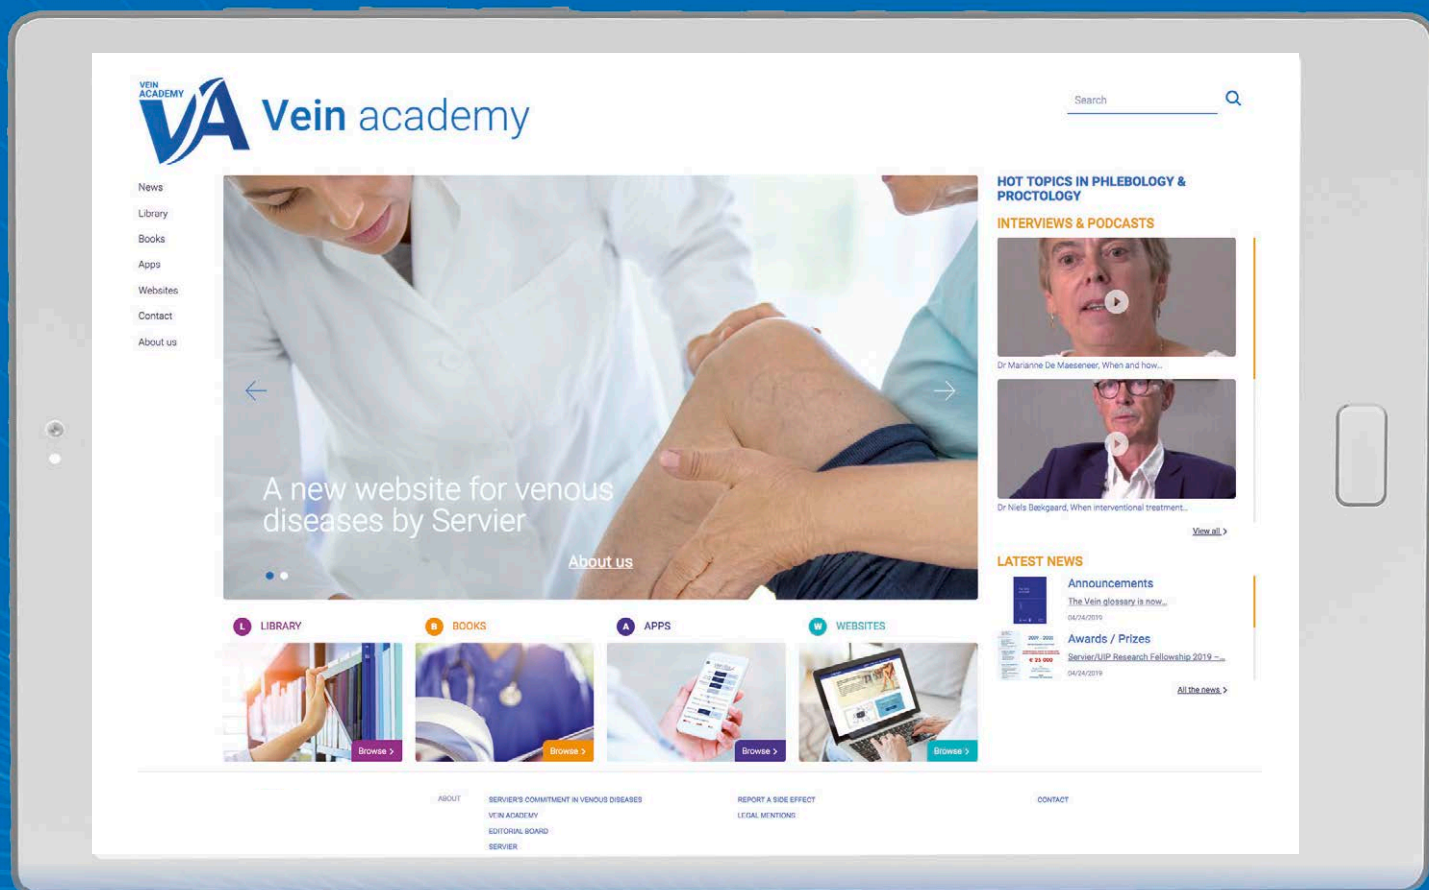 VEIN
ACADEMY
VA
Vein academy
Search
News
Library
Books
Apps
Websites
Contact
About us
A new website for venous
diseases by Servier
About us
HOT TOPICS IN PHLEBOLOGY &
PROCTOLOGY
INTERVIEWS & PODCASTS
Dr Marianne De Maeseneer, When and how...
Dr Niels Bækgaard, When interventional treatment...
View all >
LATEST NEWS
Announcements
The Vein glossary is now...
04/24/2019
2019 - 2021
€ 25 000
Awards / Prizes
Servier/UIP Research Fellowship 2019 –...
04/24/2019
All the news >
L LIBRARY
B BOOKS
A APPS
W WEBSITES
Browse >
Browse >
Browse >
Browse >
ABOUT
SERVIER'S COMMITMENT IN VENOUS DISEASES
VEIN ACADEMY
EDITORIAL BOARD
SERVIER
REPORT A SIDE EFFECT
LEGAL MENTIONS
CONTACT